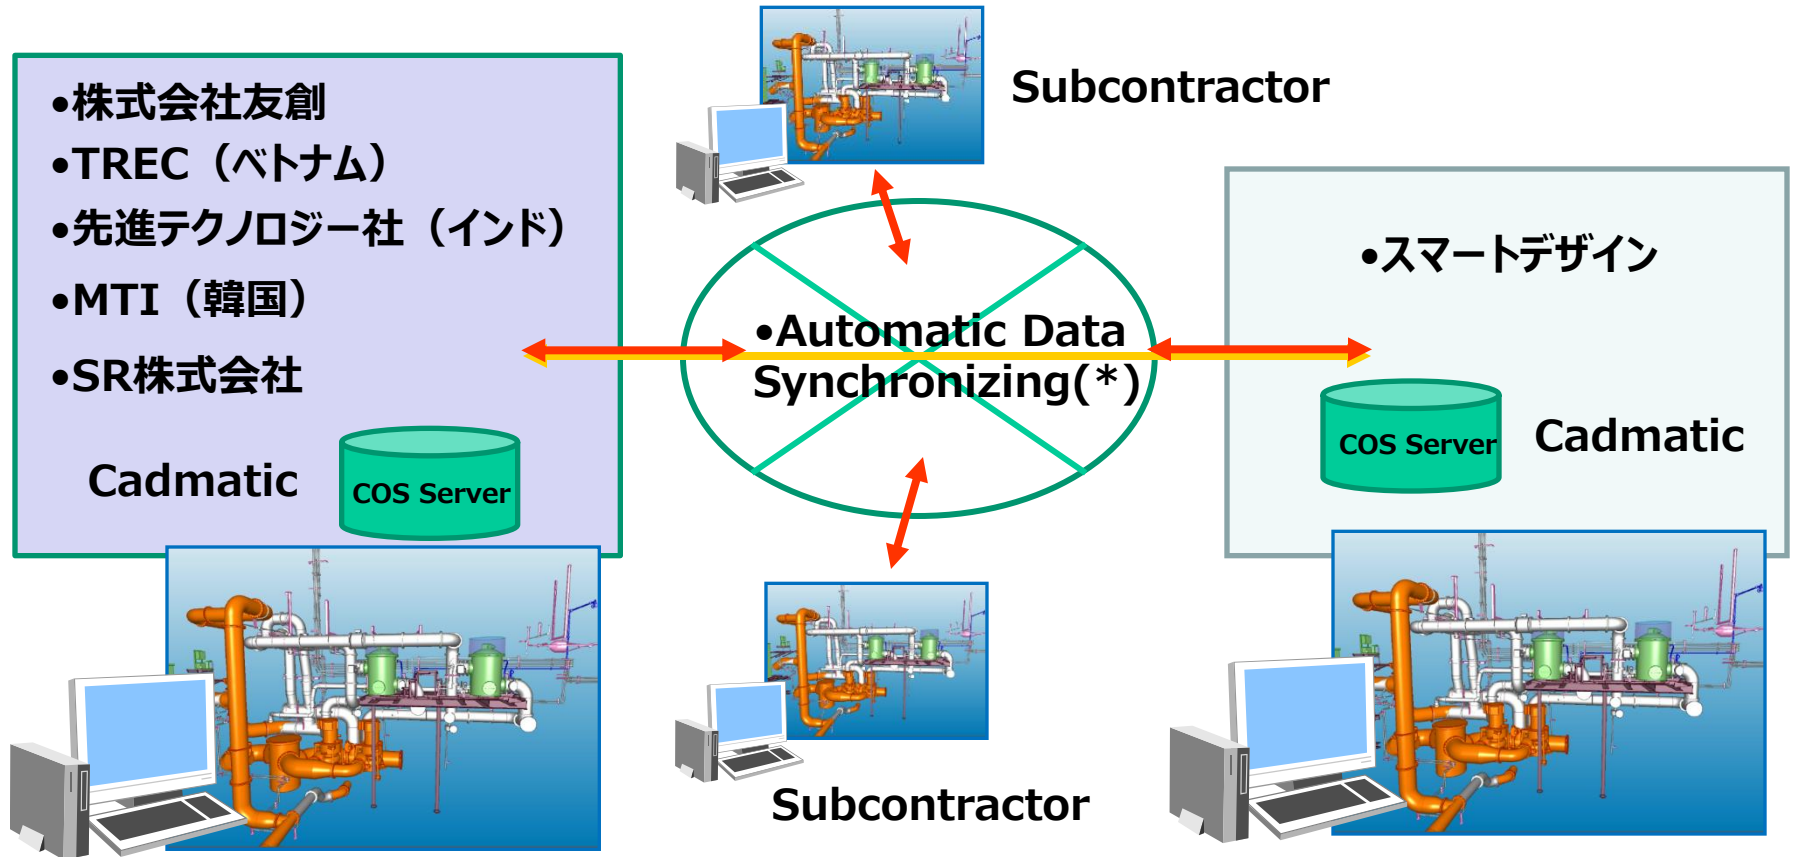 •株式会社友創
•TREC（ベトナム）
•先進テクノロジー社（インド）
•MTI（韓国）
•SR株式会社
Cadmatic
COS Server
Subcontractor
•Automatic Data
Synchronizing(*)
Subcontractor
•スマートデザイン
COS Server
Cadmatic